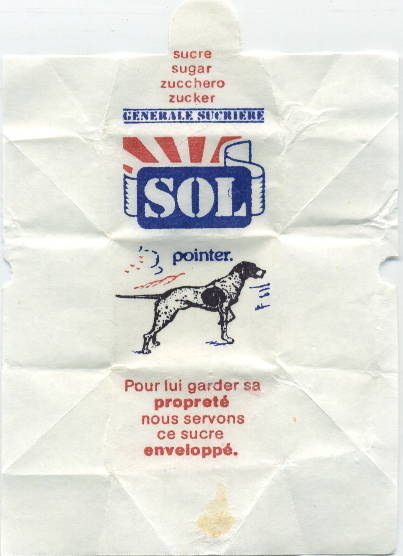 sucre
sugar
zucchero
zucker
GENERALE SUCRIERE
SOL
pointer.
Pour lui garder sa
propreté
nous servons
ce sucre
enveloppé.